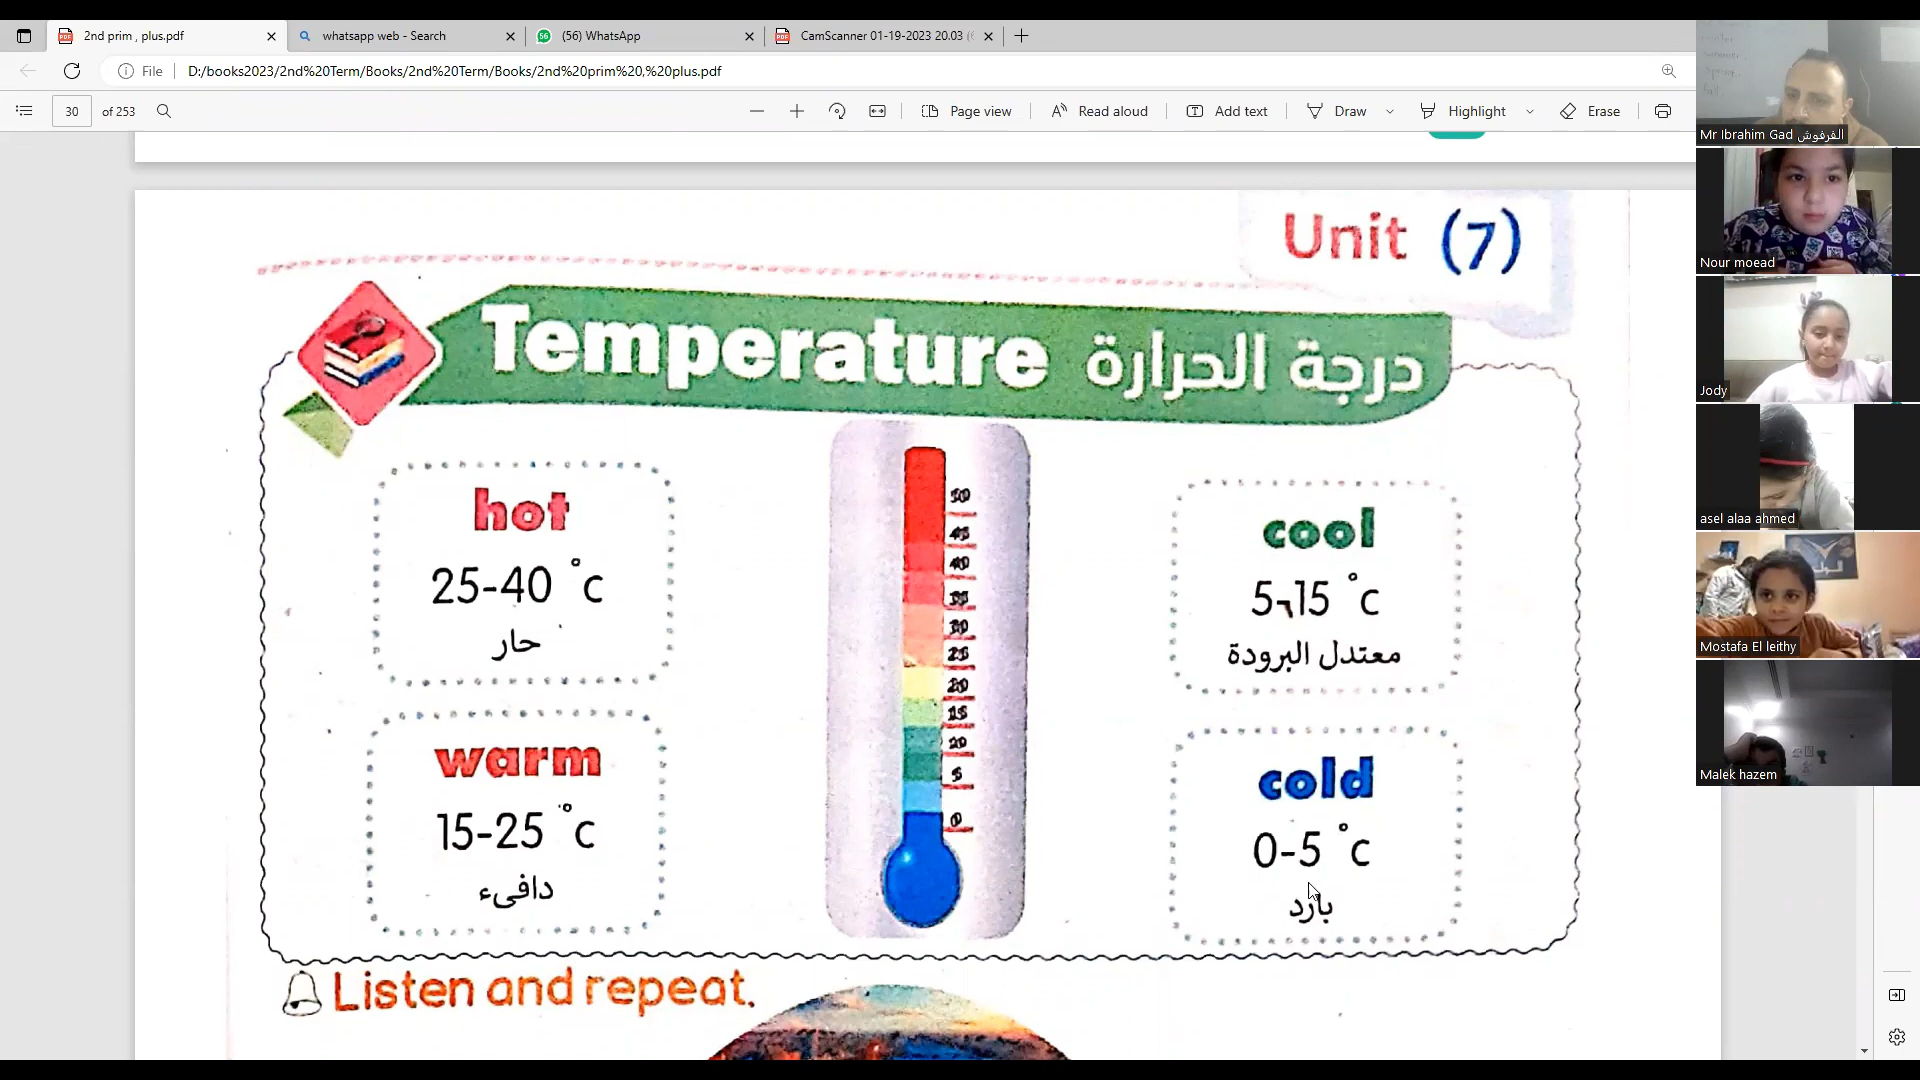 2nd prim , plus.pdf
whatsapp web - Search
(56) WhatsApp
CamScanner 01-19-2023 20.03 (
File
D:/books2023/2nd%20Term/Books/2nd%20Term/Books/2nd%20prim%20,%20plus.pdf
30 of 253
Page view
Read aloud
Add text
Draw
Highlight
Erase
Unit (7)
Temperature درجة الحرارة
hot
25-40 °c
حار
warm
15-25 °c
دافىء
50
45
40
35
30
25
20
15
20
5
0
cool
5-15 °c
معتدل البرودة
cold
0-5 °c
بارد
Listen and repeat.
Mr Ibrahim Gad الفرفوش
Nour moead
Jody
asel alaa ahmed
Mostafa El leithy
Malek hazem